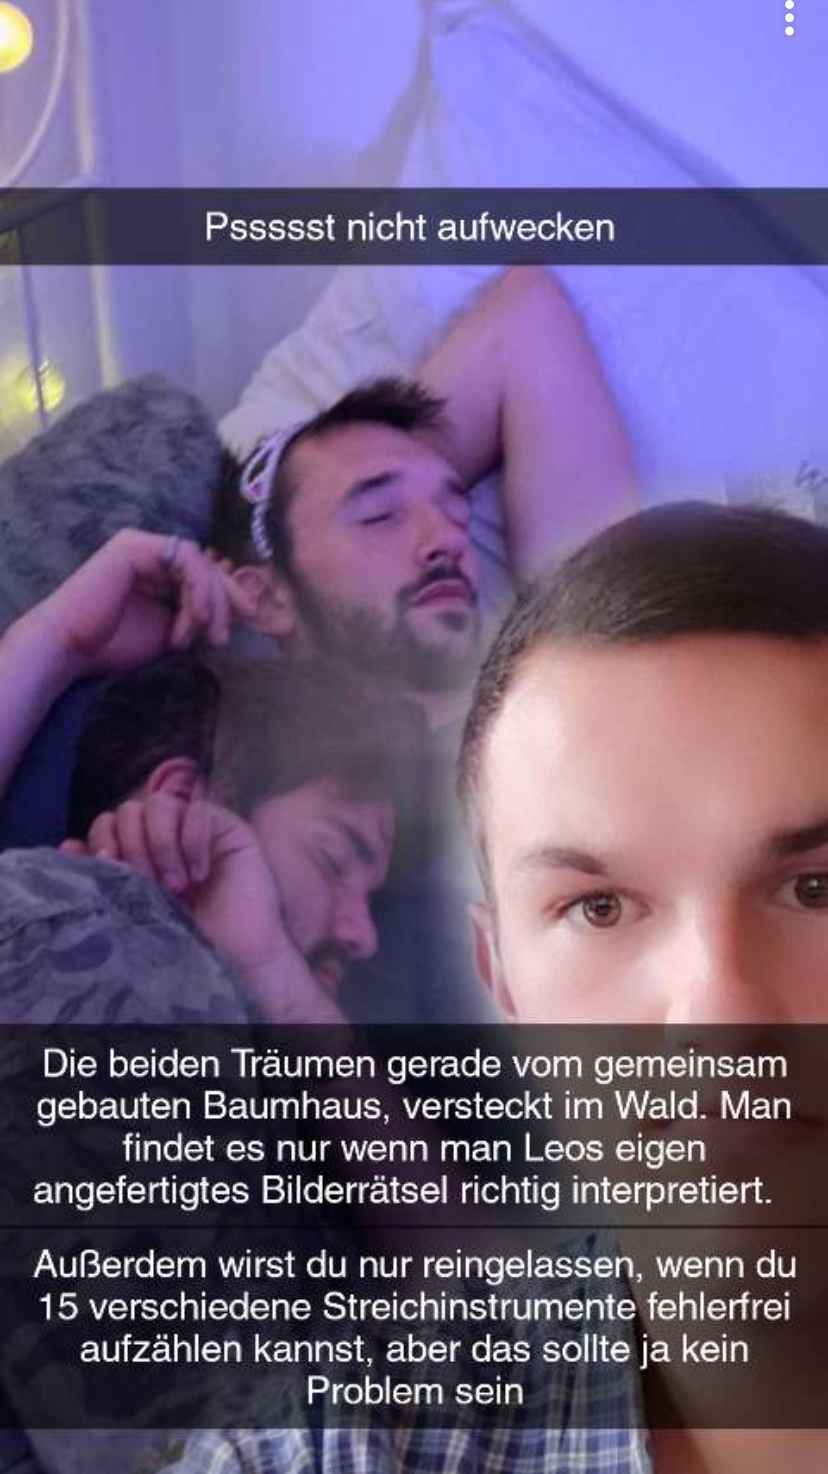 Psssssst nicht aufwecken
Die beiden Träumen gerade vom gemeinsam
gebauten Baumhaus, versteckt im Wald. Man
findet es nur wenn man Leos eigen
angefertigtes Bilderrätsel richtig interpretiert.
Außerdem wirst du nur reingelassen, wenn du
15 verschiedene Streichinstrumente fehlerfrei
aufzählen kannst, aber das sollte ja kein
Problem sein